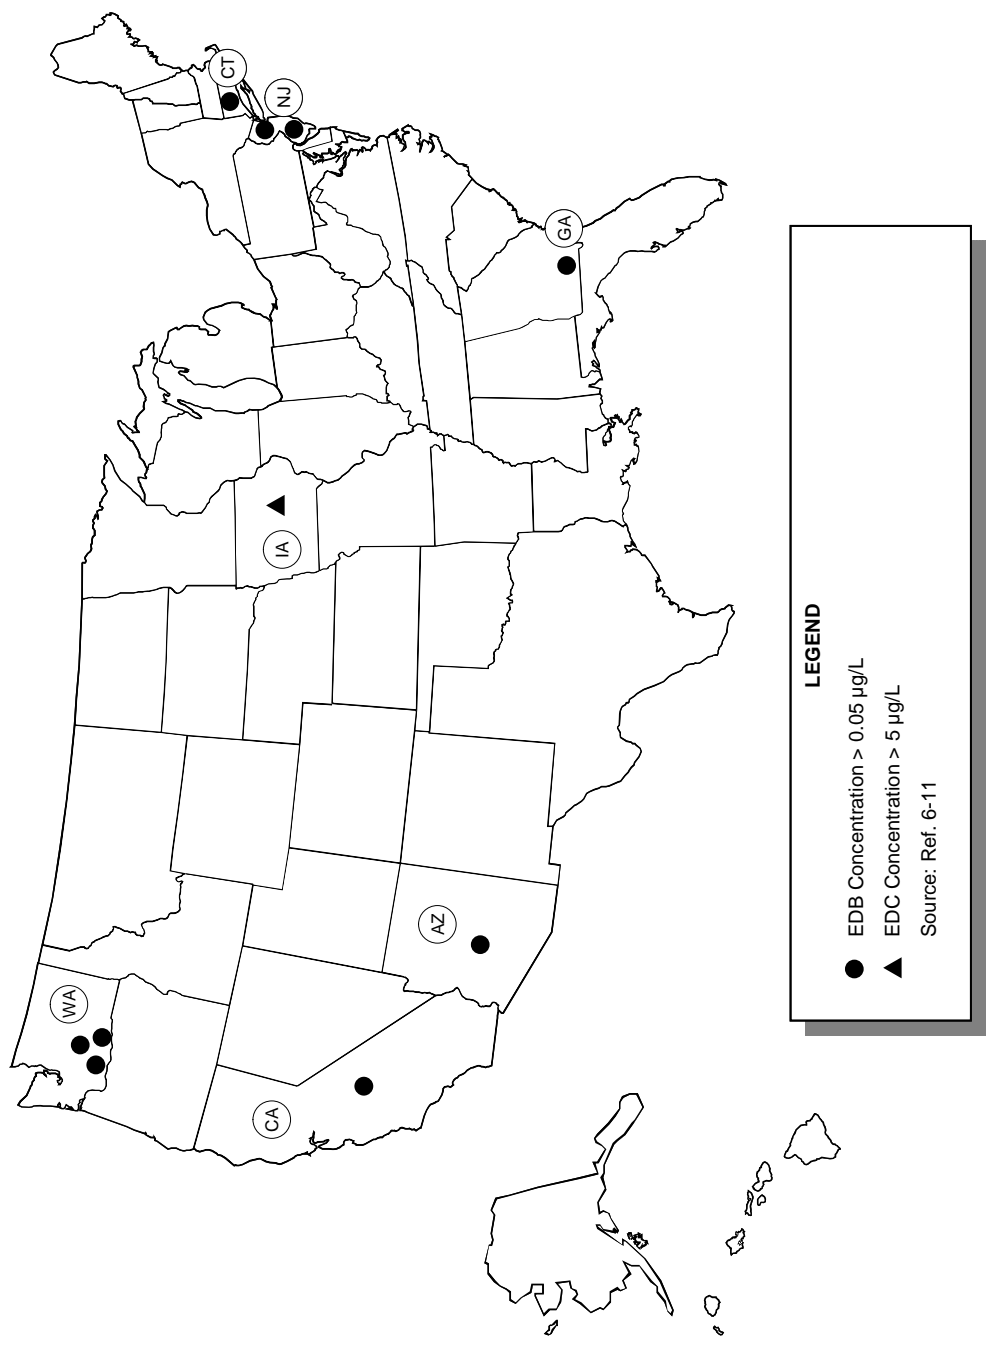 WA
CA
AZ
IA
GA
NJ
CT
LEGEND
EDB Concentration > 0.05 µg/L
EDC Concentration > 5 µg/L
Source: Ref. 6-11